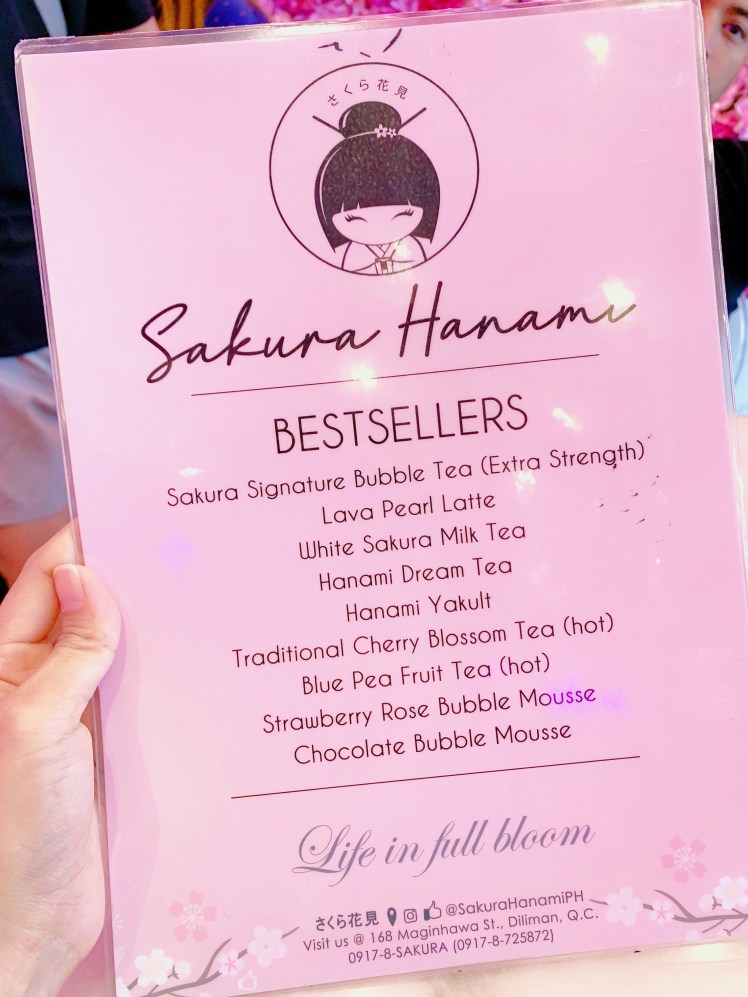 さくら花見
Sakura Hanami
BESTSELLERS
Sakura Signature Bubble Tea (Extra Strength)
Lava Pearl Latte
White Sakura Milk Tea
Hanami Dream Tea
Hanami Yakult
Traditional Cherry Blossom Tea (hot)
Blue Pea Fruit Tea (hot)
Strawberry Rose Bubble Mousse
Chocolate Bubble Mousse
Life in full bloom
さくら花見 @SakuraHanamiPH
Visit us @ 168 Maginhawa St., Diliman, Q.C.
0917-8-SAKURA (0917-8-725872)